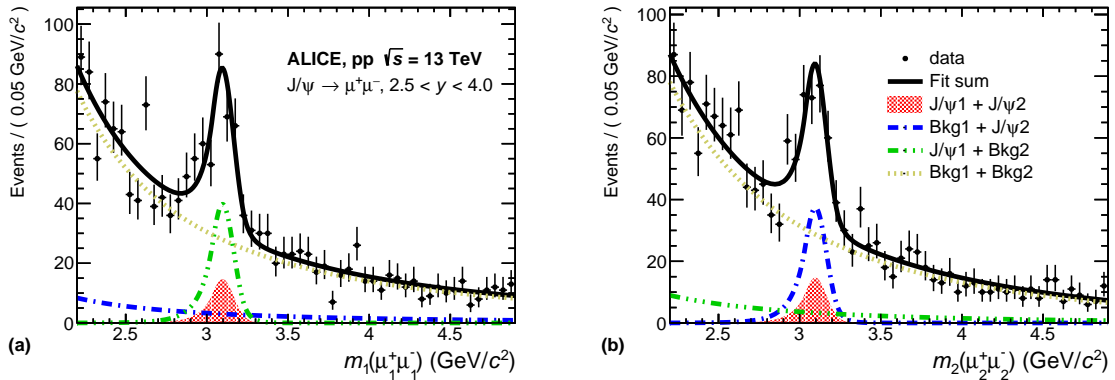 Events / ( 0.05 GeV/c²)
100
80
60
40
20
0
ALICE, pp √s = 13 TeV
J/ψ → μ⁺μ⁻, 2.5 < y < 4.0
2.5 3 3.5 4 4.5
(a)
m₁(μ₁⁺μ₁⁻) (GeV/c²)
Events / ( 0.05 GeV/c²)
100
80
60
40
20
0
data
Fit sum
J/ψ1 + J/ψ2
Bkg1 + J/ψ2
J/ψ1 + Bkg2
Bkg1 + Bkg2
2.5 3 3.5 4 4.5
(b)
m₂(μ₂⁺μ₂⁻) (GeV/c²)